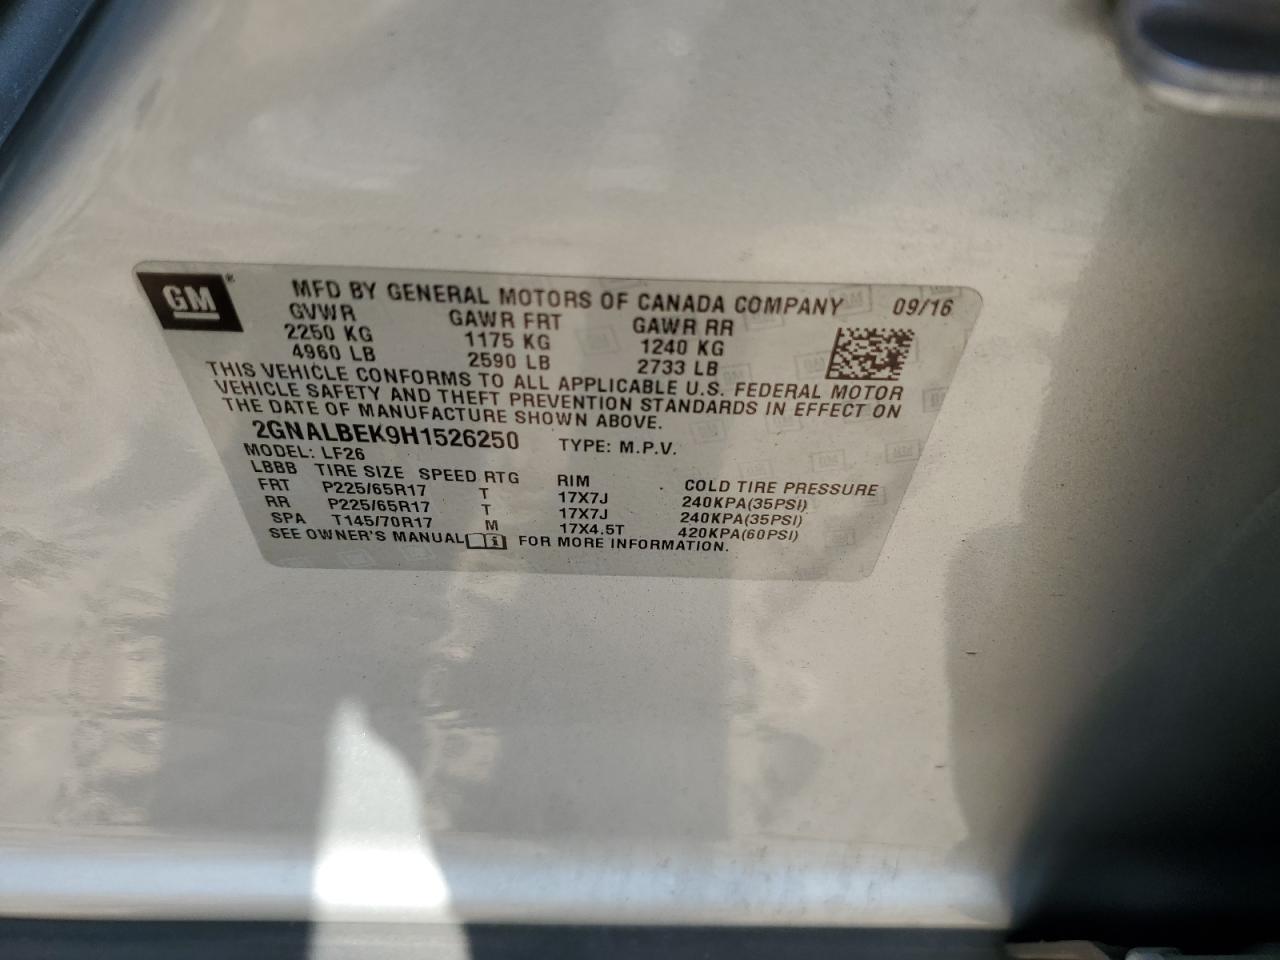 GM®
MFD BY GENERAL MOTORS OF CANADA COMPANY 09/16
GVWR GAWR FRT GAWR RR
2250 KG 1175 KG 1240 KG
4960 LB 2590 LB 2733 LB
THIS VEHICLE CONFORMS TO ALL APPLICABLE U.S. FEDERAL MOTOR
VEHICLE SAFETY AND THEFT PREVENTION STANDARDS IN EFFECT ON
THE DATE OF MANUFACTURE SHOWN ABOVE.
2GNALBEK9H1526250 TYPE: M.P.V.
MODEL: LF26
LBBB TIRE SIZE SPEED RTG RIM COLD TIRE PRESSURE
FRT P225/65R17 T 17X7J 240KPA(35PSI)
RR P225/65R17 T 17X7J 240KPA(35PSI)
SPA T145/70R17 M 17X4.5T 420KPA(60PSI)
SEE OWNER'S MANUAL FOR MORE INFORMATION.